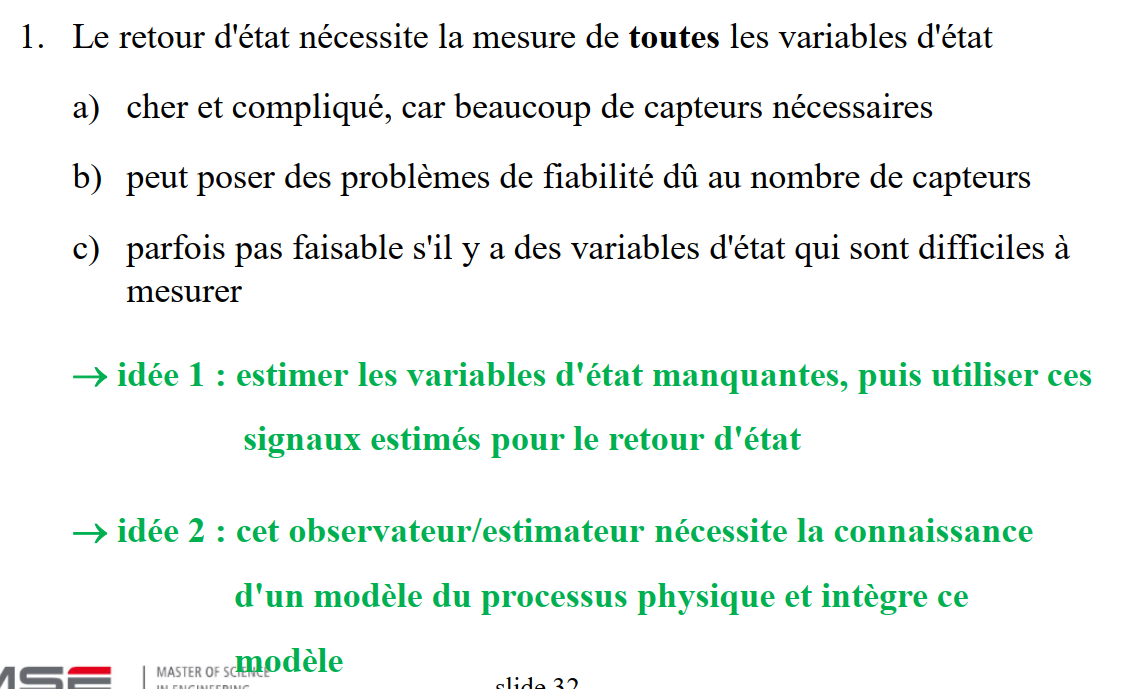 1. Le retour d'état nécessite la mesure de toutes les variables d'état
a) cher et compliqué, car beaucoup de capteurs nécessaires
b) peut poser des problèmes de fiabilité dû au nombre de capteurs
c) parfois pas faisable s'il y a des variables d'état qui sont difficiles à
mesurer
→ idée 1 : estimer les variables d'état manquantes, puis utiliser ces
signaux estimés pour le retour d'état
→ idée 2 : cet observateur/estimateur nécessite la connaissance
d'un modèle du processus physique et intègre ce
modèle
MSE
MASTER OF SCIENCE
IN ENGINEERING
slide 32